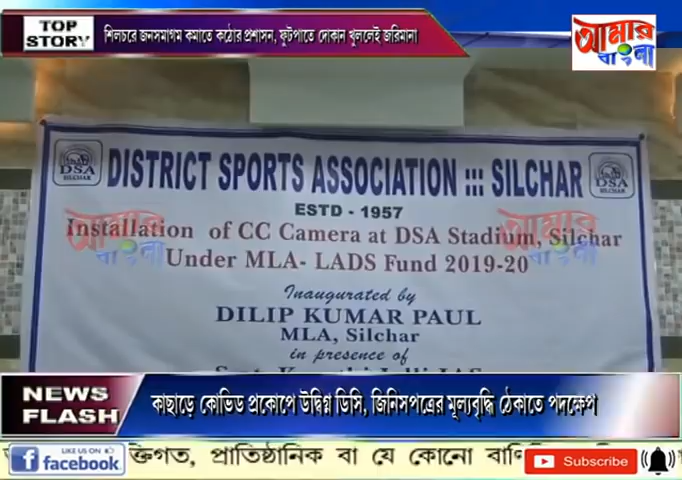 TOP STORY
শিলচরে জনসমাগম কমাতে কঠোর প্রশাসন, ফুটপাতে দোকান খুললেই জরিমানা
আমার বাংলা
DSA SILCHAR
DISTRICT SPORTS ASSOCIATION ::: SILCHAR
DSA SILCHAR
ESTD - 1957
Installation of CC Camera at DSA Stadium, Silchar
Under MLA- LADS Fund 2019-20
আমার বাংলা
আমার বাংলা
Inaugurated by
DILIP KUMAR PAUL
MLA, Silchar
in presence of
NEWS FLASH
কাছাড়ে কোভিড প্রকোপে উদ্বিগ্ন ডিসি, জিনিসপত্রের মূল্যবৃদ্ধি ঠেকাতে পদক্ষেপ
LIKE US ON
facebook
প্রাতিষ্ঠানিক বা যে কোনো
Subscribe